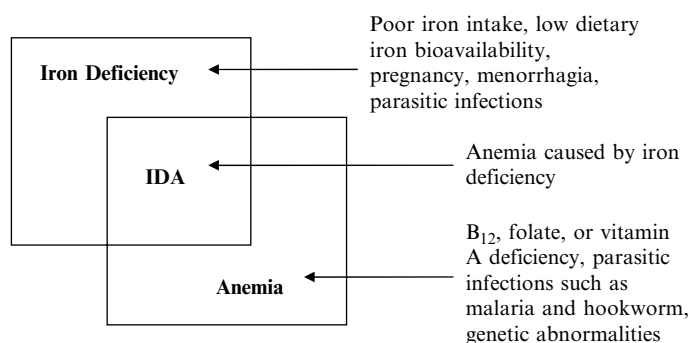 Poor iron intake, low dietary
iron bioavailability,
pregnancy, menorrhagia,
parasitic infections
Iron Deficiency
IDA
Anemia caused by iron
deficiency
B₁₂, folate, or vitamin
A deficiency, parasitic
infections such as
malaria and hookworm,
genetic abnormalities
Anemia